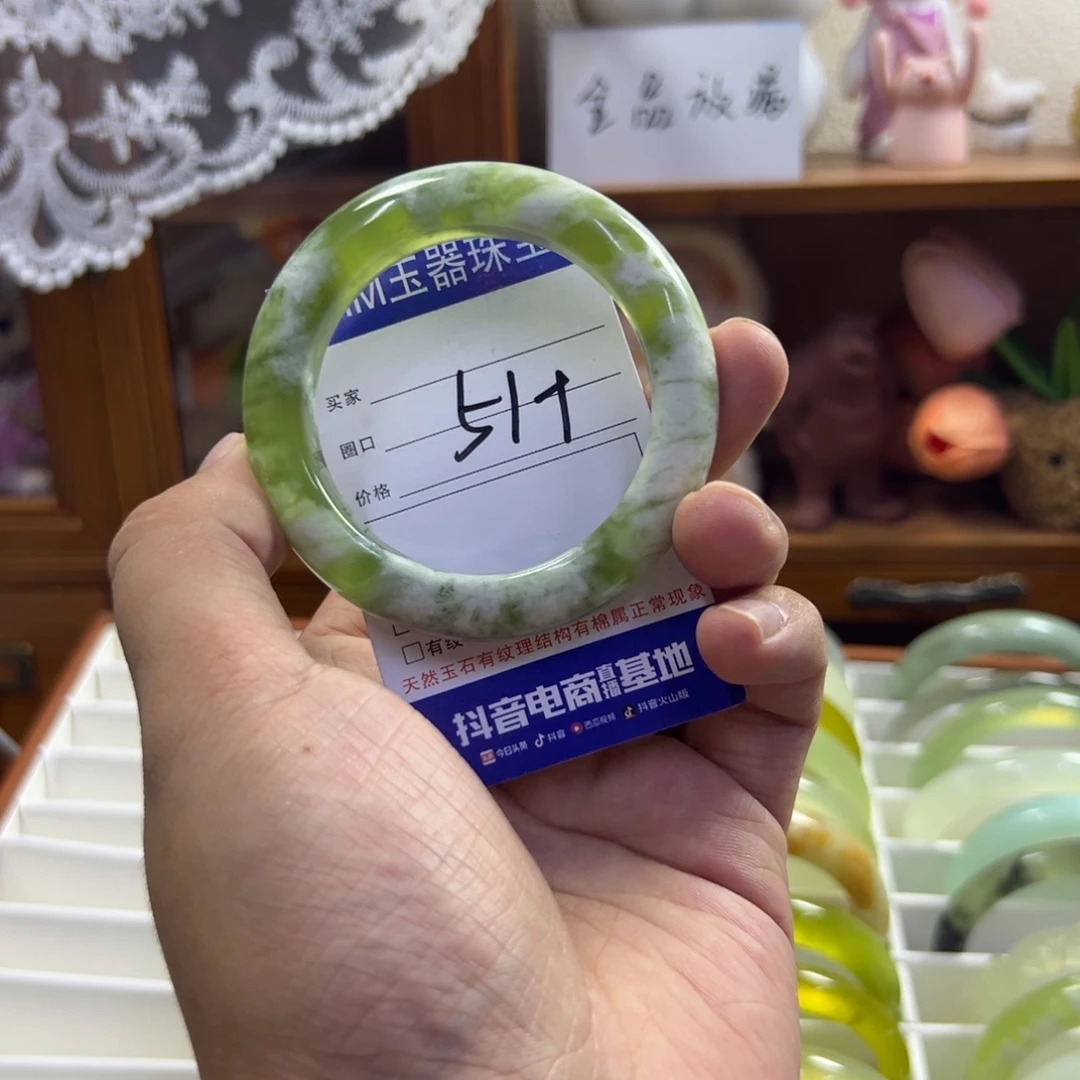 全品放漏
M玉器珠宝
买家
圈口
51
价格
有纹
天然玉石有纹理结构有棉属正常现象
抖音电商直播基地
今日头条 抖音 西瓜视频 抖音火山版